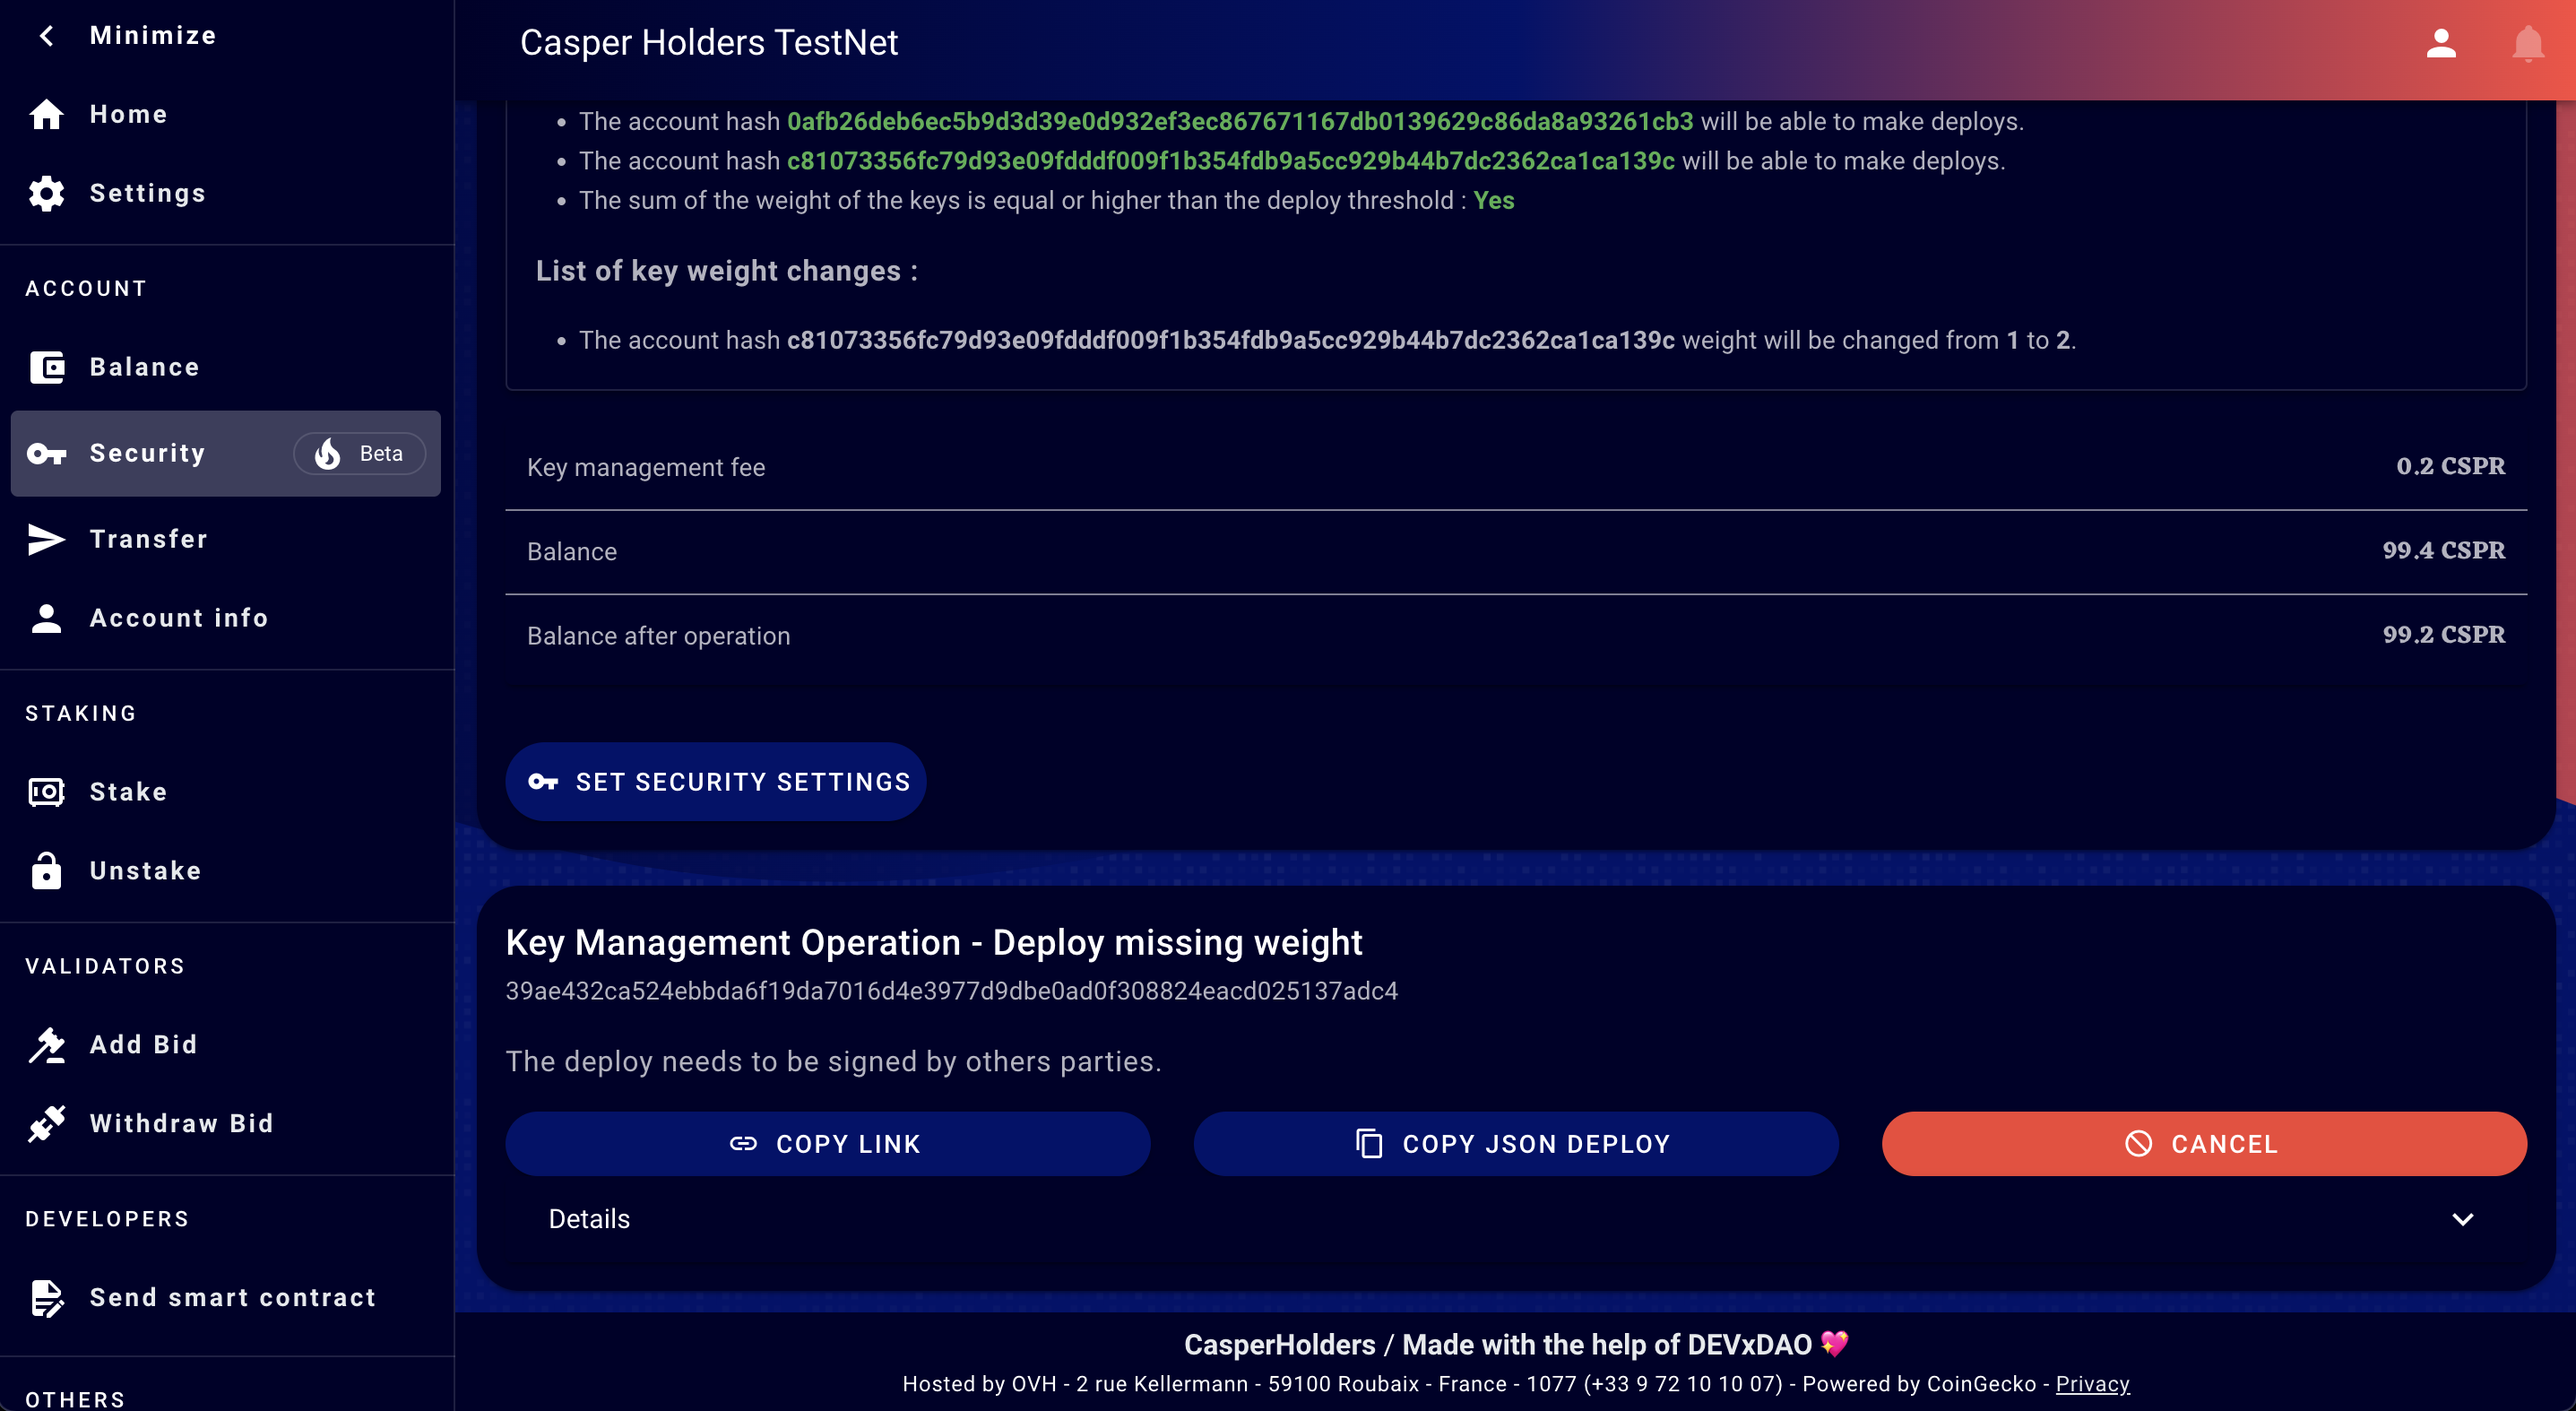 Minimize
Home
Settings
ACCOUNT
Balance
Security
Beta
Transfer
Account info
STAKING
Stake
Unstake
VALIDATORS
Add Bid
Withdraw Bid
DEVELOPERS
Send smart contract
OTHERS
Casper Holders TestNet
• The account hash 0afb26deb6ec5b9d3d39e0d932ef3ec867671167db0139629c86da8a93261cb3 will be able to make deploys.
• The account hash c81073356fc79d93e09fdddf009f1b354fdb9a5cc929b44b7dc2362ca1ca139c will be able to make deploys.
• The sum of the weight of the keys is equal or higher than the deploy threshold : Yes
List of key weight changes :
• The account hash c81073356fc79d93e09fdddf009f1b354fdb9a5cc929b44b7dc2362ca1ca139c weight will be changed from 1 to 2.
Key management fee 0.2 CSPR
Balance 99.4 CSPR
Balance after operation 99.2 CSPR
SET SECURITY SETTINGS
Key Management Operation - Deploy missing weight
39ae432ca524ebbda6f19da7016d4e3977d9dbe0ad0f308824eacd025137adc4
The deploy needs to be signed by others parties.
COPY LINK
COPY JSON DEPLOY
CANCEL
Details
CasperHolders / Made with the help of DEVxDAO 💖
Hosted by OVH - 2 rue Kellermann - 59100 Roubaix - France - 1077 (+33 9 72 10 10 07) - Powered by CoinGecko - Privacy